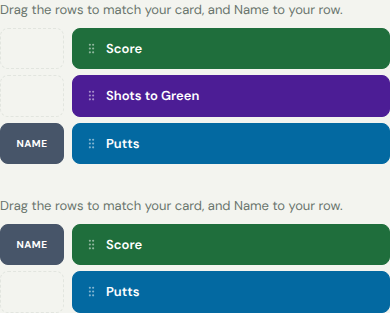 Drag the rows to match your card, and Name to your row.
Score
Shots to Green
NAME Putts
Drag the rows to match your card, and Name to your row.
NAME Score
Putts